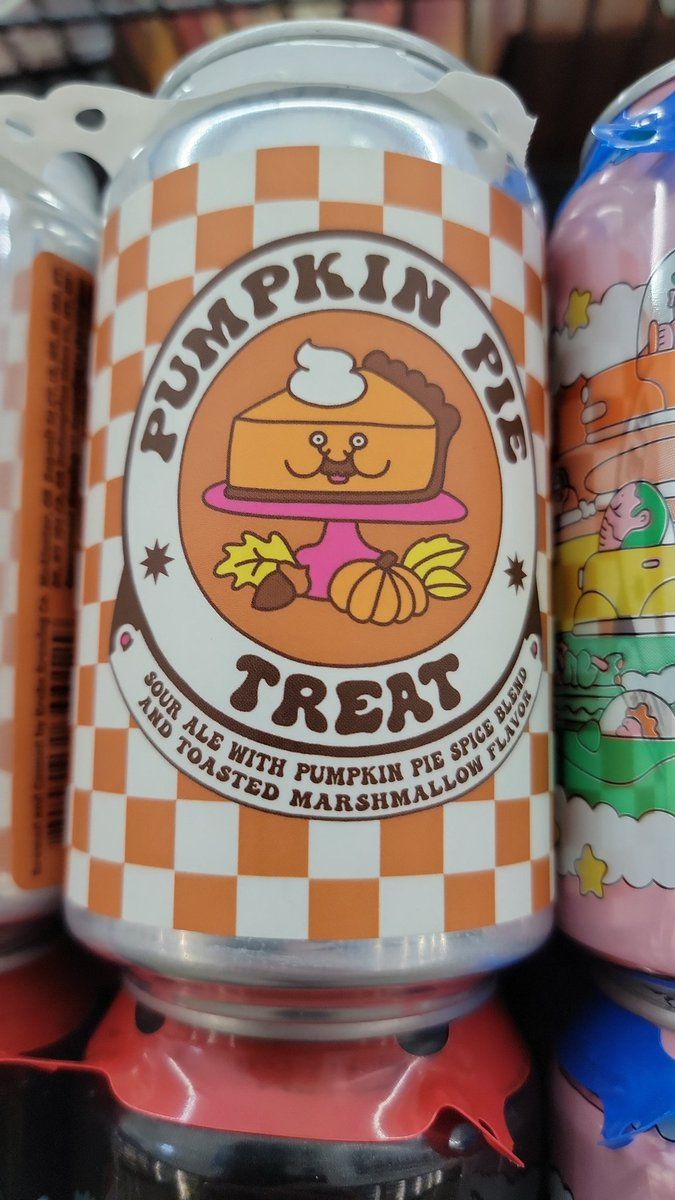 PUMPKIN PIE
TREAT
SOUR ALE WITH PUMPKIN PIE SPICE BLEND
AND TOASTED MARSHMALLOW FLAVOR